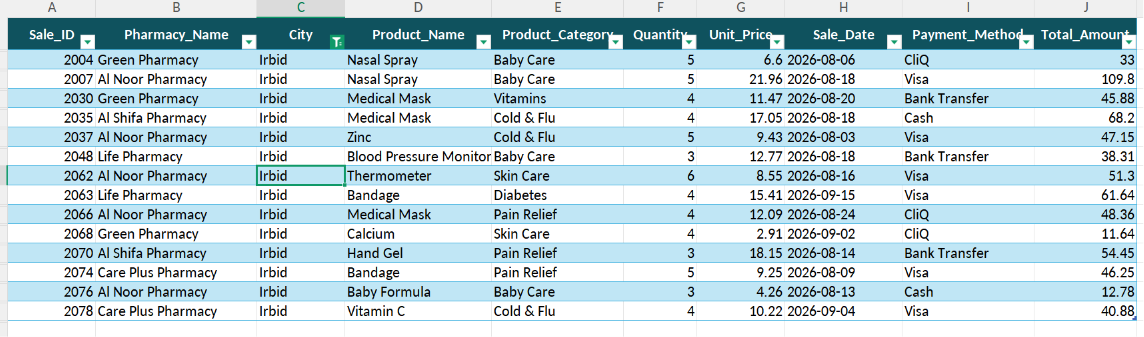 A B C D E F G H I J
Sale_ID Pharmacy_Name City Product_Name Product_Category Quantity Unit_Price Sale_Date Payment_Method Total_Amount
2004 Green Pharmacy Irbid Nasal Spray Baby Care 5 6.6 2026-08-06 CliQ 33
2007 Al Noor Pharmacy Irbid Nasal Spray Baby Care 5 21.96 2026-08-18 Visa 109.8
2030 Green Pharmacy Irbid Medical Mask Vitamins 4 11.47 2026-08-20 Bank Transfer 45.88
2035 Al Shifa Pharmacy Irbid Medical Mask Cold & Flu 4 17.05 2026-08-18 Cash 68.2
2037 Al Noor Pharmacy Irbid Zinc Cold & Flu 5 9.43 2026-08-03 Visa 47.15
2048 Life Pharmacy Irbid Blood Pressure Monitor Baby Care 3 12.77 2026-08-18 Bank Transfer 38.31
2062 Al Noor Pharmacy Irbid Thermometer Skin Care 6 8.55 2026-08-16 Visa 51.3
2063 Life Pharmacy Irbid Bandage Diabetes 4 15.41 2026-09-15 Visa 61.64
2066 Al Noor Pharmacy Irbid Medical Mask Pain Relief 4 12.09 2026-08-24 CliQ 48.36
2068 Green Pharmacy Irbid Calcium Skin Care 4 2.91 2026-09-02 CliQ 11.64
2070 Al Shifa Pharmacy Irbid Hand Gel Pain Relief 3 18.15 2026-08-14 Bank Transfer 54.45
2074 Care Plus Pharmacy Irbid Bandage Pain Relief 5 9.25 2026-08-09 Visa 46.25
2076 Al Noor Pharmacy Irbid Baby Formula Baby Care 3 4.26 2026-08-13 Cash 12.78
2078 Care Plus Pharmacy Irbid Vitamin C Cold & Flu 4 10.22 2026-09-04 Visa 40.88